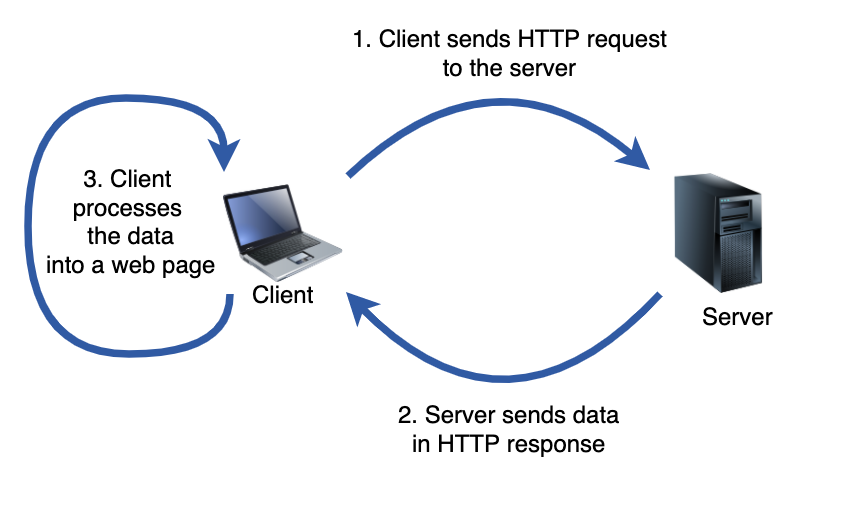 1. Client sends HTTP request
to the server
3. Client
processes
the data
into a web page
Client
Server
2. Server sends data
in HTTP response